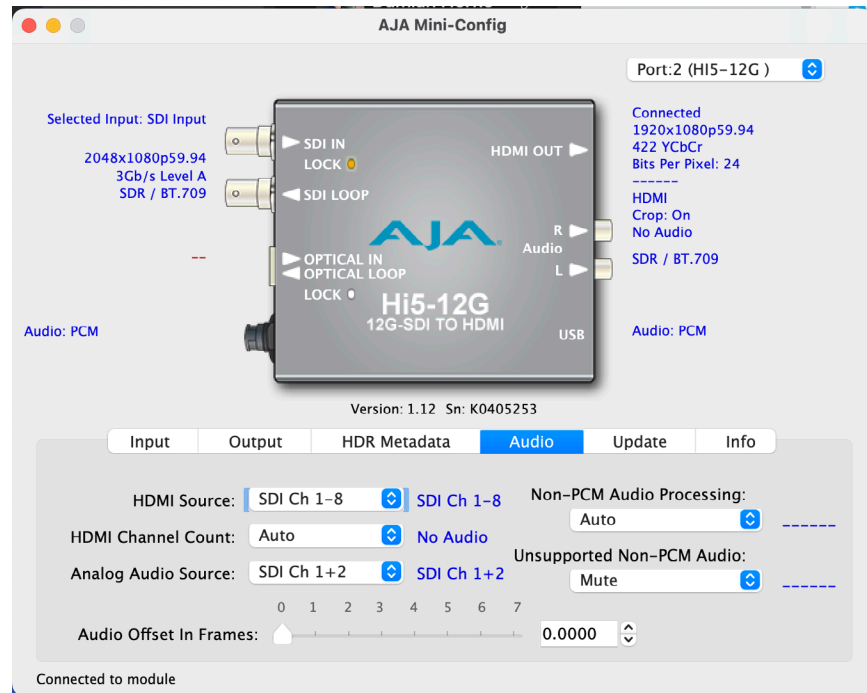 AJA Mini-Config
Port:2 (HI5-12G )
Selected Input: SDI Input
2048x1080p59.94
3Gb/s Level A
SDR / BT.709
--
Audio: PCM
SDI IN
LOCK
SDI LOOP
OPTICAL IN
OPTICAL LOOP
LOCK
HDMI OUT
R
Audio
L
USB
AJA
Hi5-12G
12G-SDI TO HDMI
Connected
1920x1080p59.94
422 YCbCr
Bits Per Pixel: 24
------
HDMI
Crop: On
No Audio
SDR / BT.709
Audio: PCM
Version: 1.12 Sn: K0405253
Input Output HDR Metadata Audio Update Info
HDMI Source: SDI Ch 1-8 SDI Ch 1-8
HDMI Channel Count: Auto No Audio
Analog Audio Source: SDI Ch 1+2 SDI Ch 1+2
Non-PCM Audio Processing:
Auto ------
Unsupported Non-PCM Audio:
Mute ------
0 1 2 3 4 5 6 7
Audio Offset In Frames: 0.0000
Connected to module